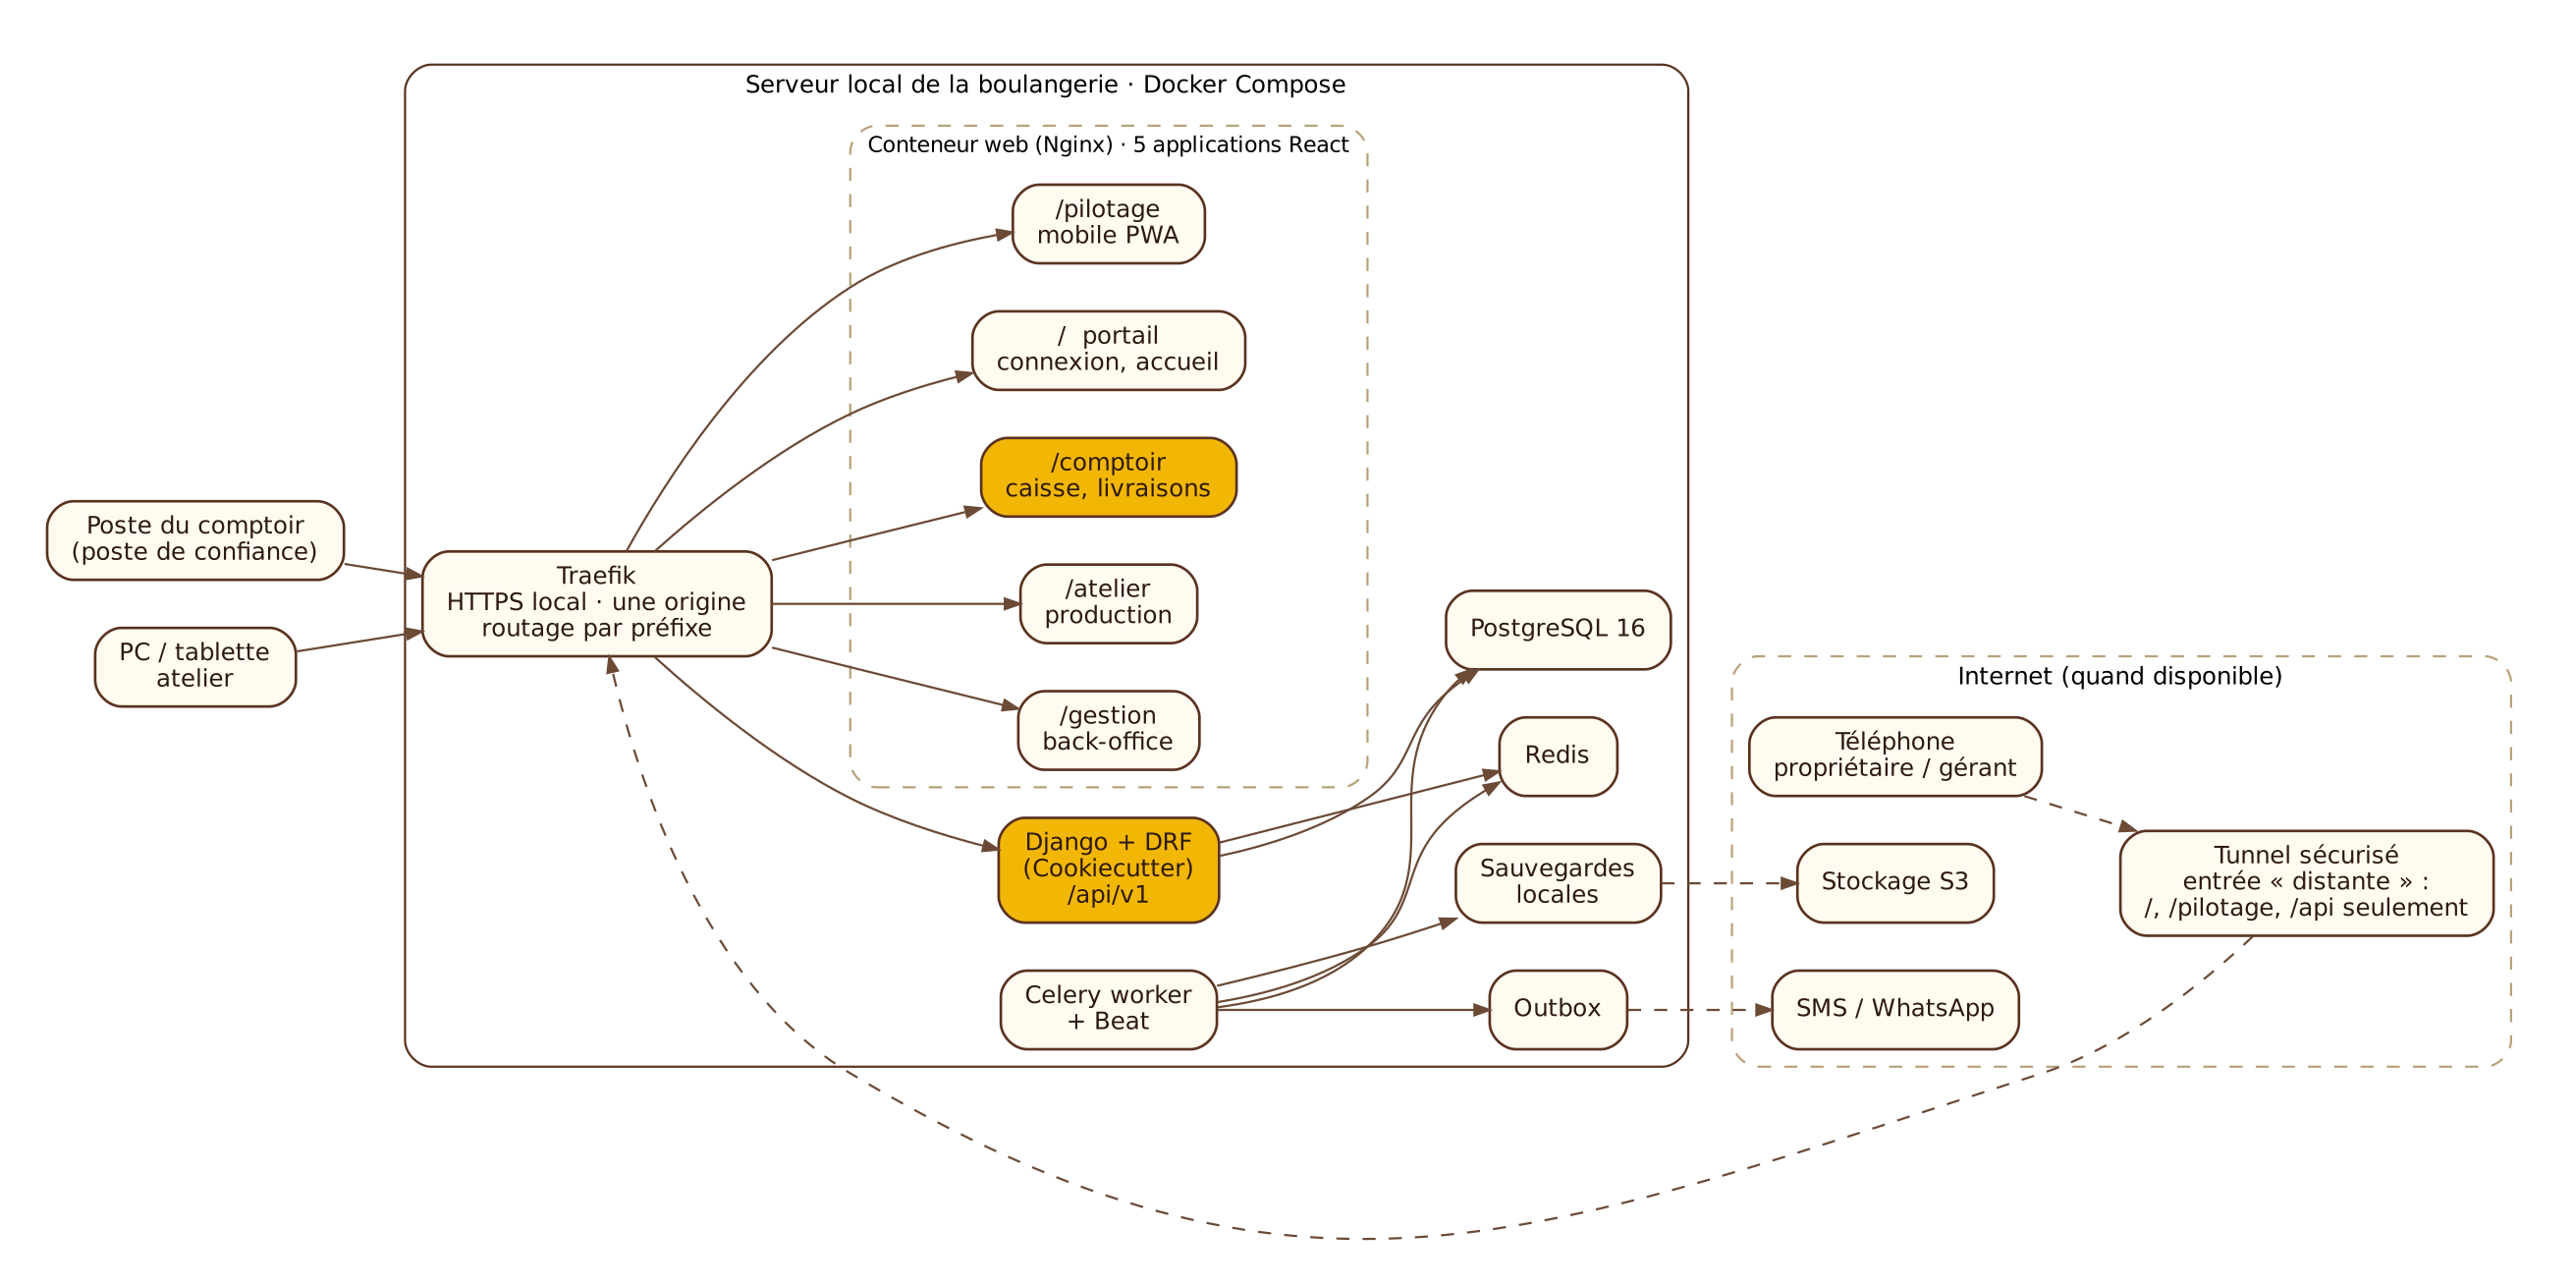 Serveur local de la boulangerie · Docker Compose
Conteneur web (Nginx) · 5 applications React
/pilotage
mobile PWA
/  portail
connexion, accueil
/comptoir
caisse, livraisons
/atelier
production
/gestion
back-office
Poste du comptoir
(poste de confiance)
PC / tablette
atelier
Traefik
HTTPS local · une origine
routage par préfixe
Django + DRF
(Cookiecutter)
/api/v1
Celery worker
+ Beat
PostgreSQL 16
Redis
Sauvegardes
locales
Outbox
Internet (quand disponible)
Téléphone
propriétaire / gérant
Stockage S3
SMS / WhatsApp
Tunnel sécurisé
entrée « distante » :
/, /pilotage, /api seulement